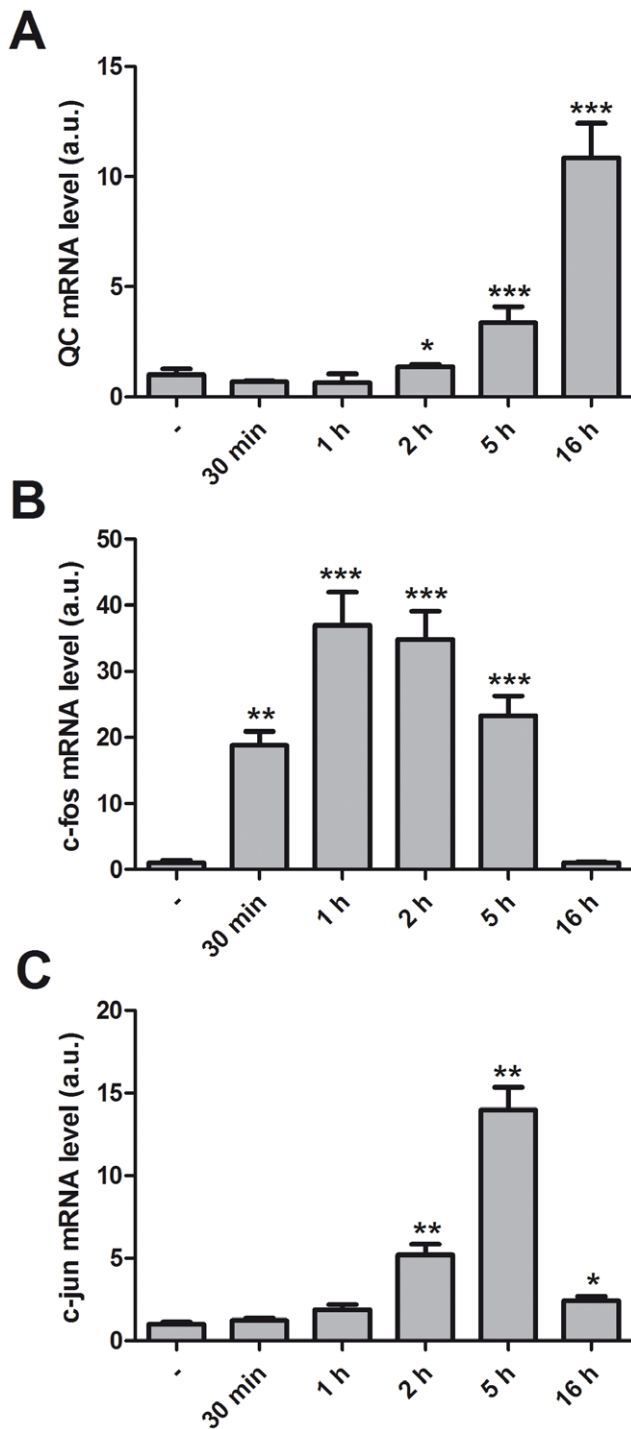 A
QC mRNA level (a.u.)
15
10
5
0
*
***
***
-
30 min
1 h
2 h
5 h
16 h
B
c-fos mRNA level (a.u.)
50
40
30
20
10
0
**
***
***
***
-
30 min
1 h
2 h
5 h
16 h
C
c-jun mRNA level (a.u.)
20
15
10
5
0
**
**
*
-
30 min
1 h
2 h
5 h
16 h